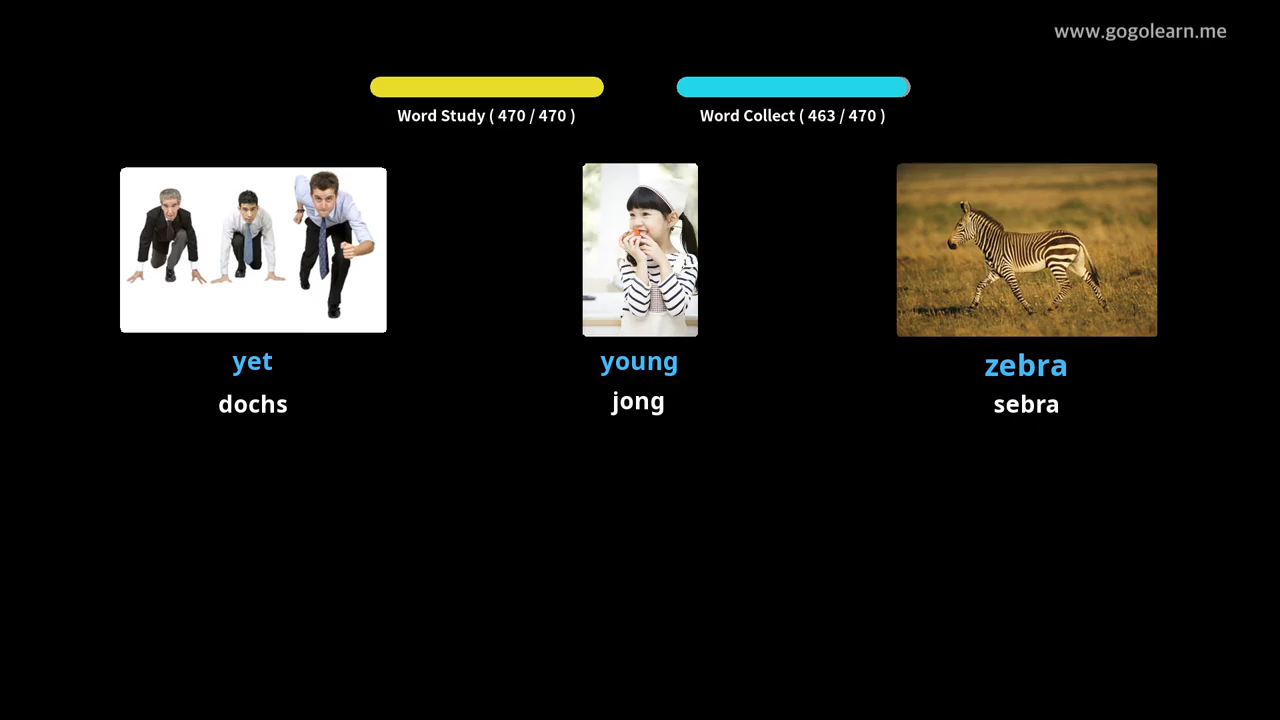 www.gogolearn.me
Word Study ( 470 / 470 )
Word Collect ( 463 / 470 )
yet
dochs
young
jong
zebra
sebra